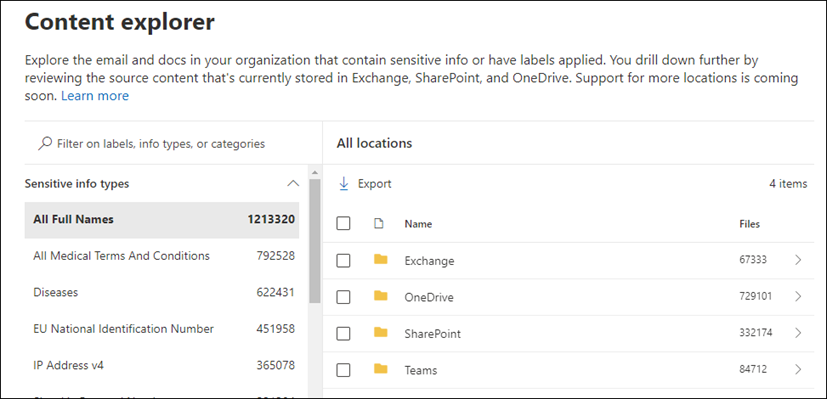 Content explorer
Explore the email and docs in your organization that contain sensitive info or have labels applied. You drill down further by
reviewing the source content that's currently stored in Exchange, SharePoint, and OneDrive. Support for more locations is coming
soon. Learn more
Filter on labels, info types, or categories
All locations
Sensitive info types
Export
4 items
All Full Names 1213320
Name Files
All Medical Terms And Conditions 792528
Exchange 67333
Diseases 622431
OneDrive 729101
EU National Identification Number 451958
SharePoint 332174
IP Address v4 365078
Teams 84712